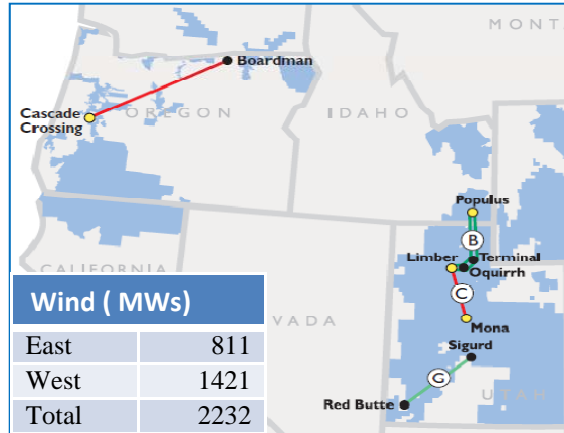 MONT
Boardman
Cascade
Crossing
OREGON
IDAHO
Populus
B
Limber
Terminal
Oquirrh
CALIFORNIA
C
VADA
Mona
Sigurd
G
UTAH
Red Butte
Wind ( MWs)
East 811
West 1421
Total 2232